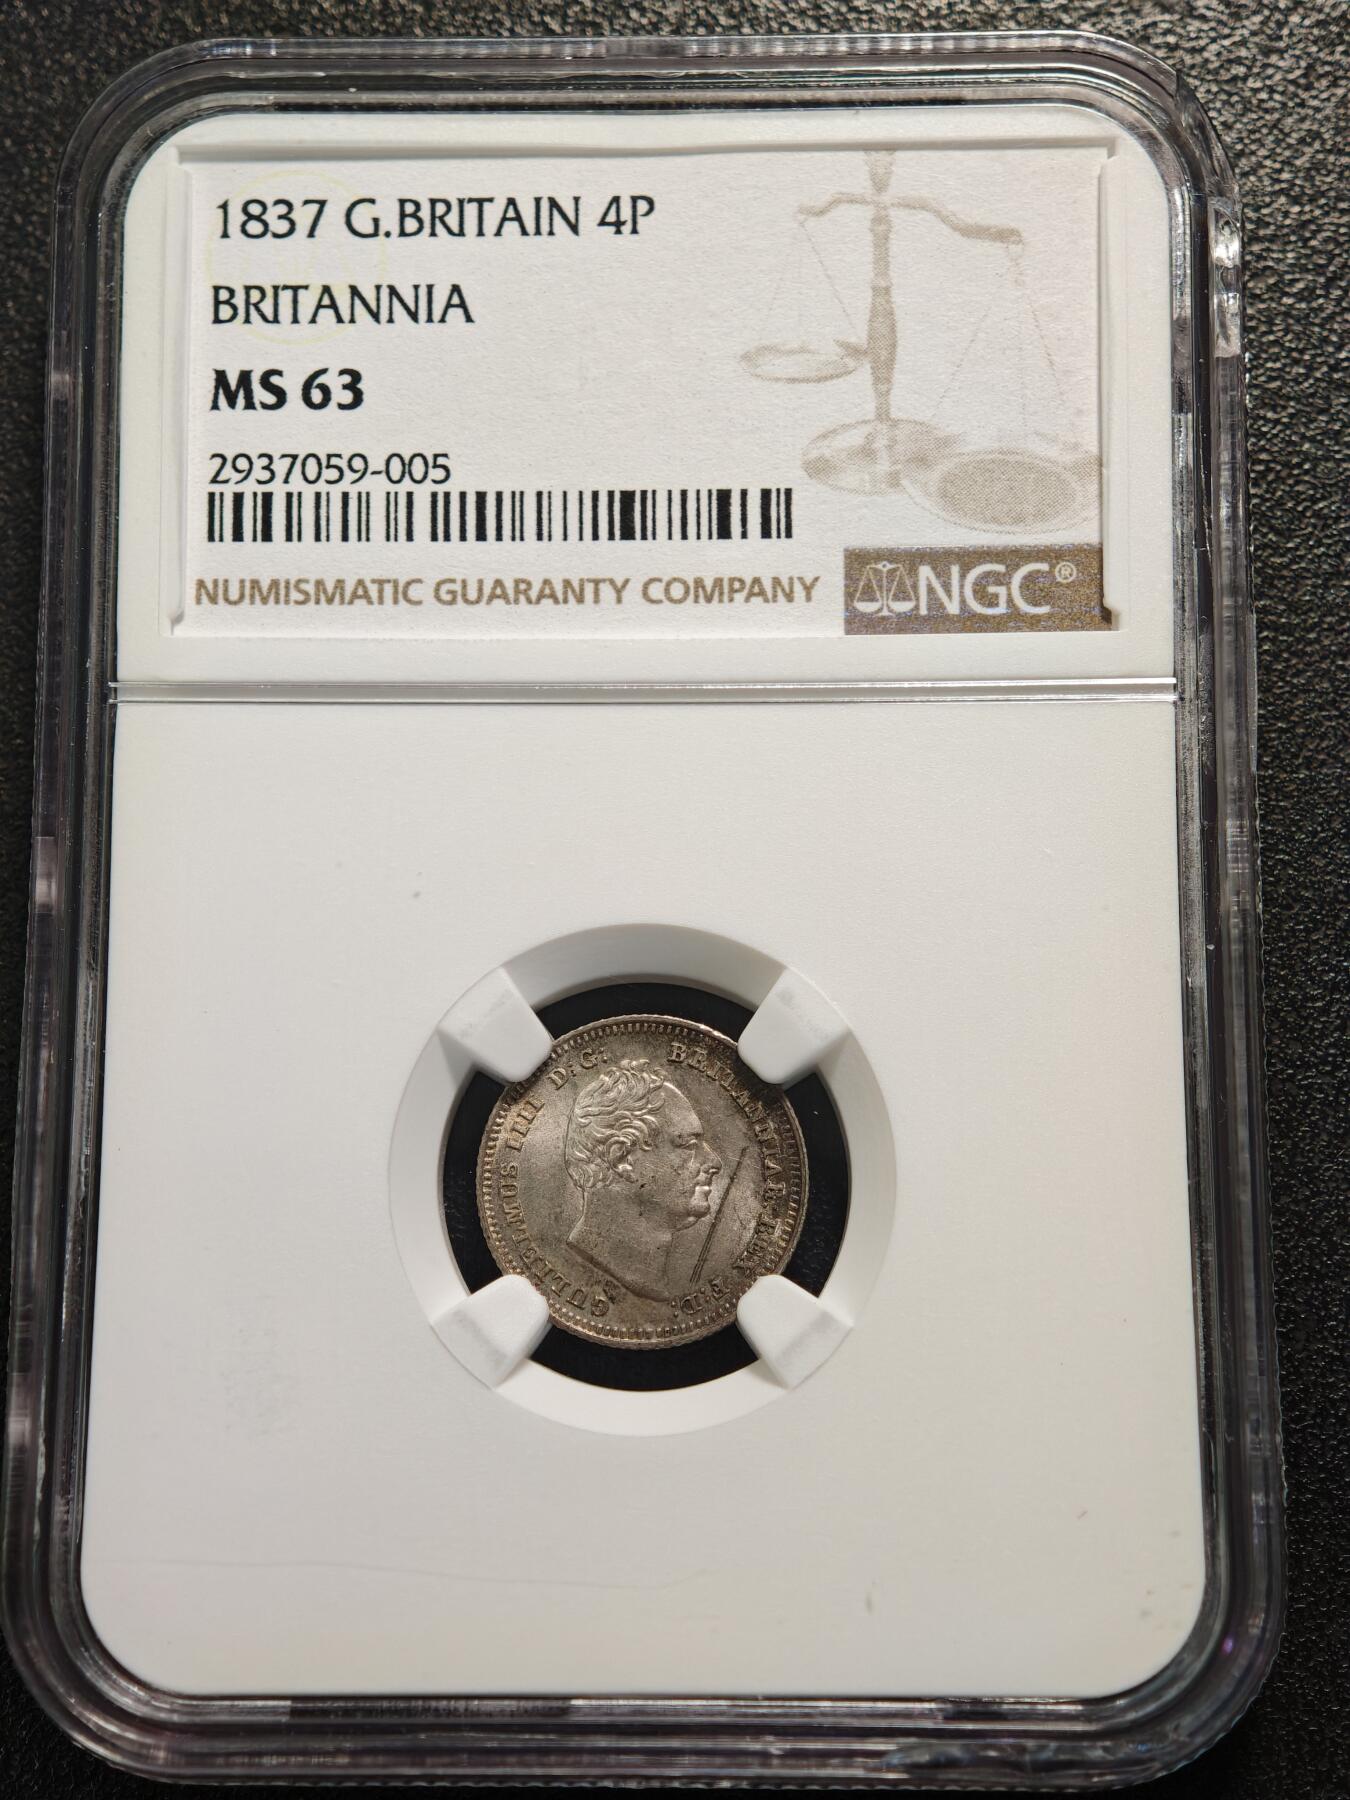 1837 G.BRITAIN 4P
BRITANNIA
MS 63
2937059-005
NUMISMATIC GUARANTY COMPANY NGC®
GULIELMUS IIII D: G: BRITANNIAR: REX F: D: